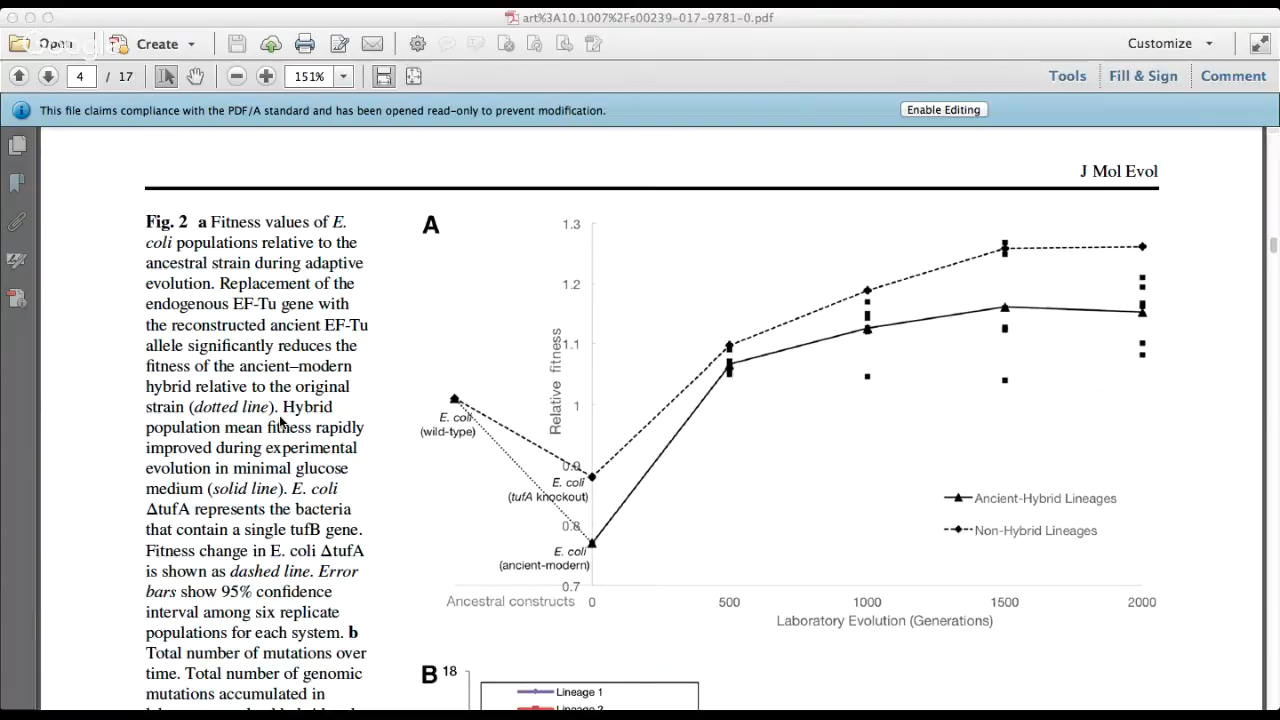 art%3A10.1007%2Fs00239-017-9781-0.pdf
Open
Create
Customize
4 / 17
151%
Tools
Fill & Sign
Comment
This file claims compliance with the PDF/A standard and has been opened read-only to prevent modification.
Enable Editing
J Mol Evol
Fig. 2 a Fitness values of E.
coli populations relative to the
ancestral strain during adaptive
evolution. Replacement of the
endogenous EF-Tu gene with
the reconstructed ancient EF-Tu
allele significantly reduces the
fitness of the ancient–modern
hybrid relative to the original
strain (dotted line). Hybrid
population mean fitness rapidly
improved during experimental
evolution in minimal glucose
medium (solid line). E. coli
ΔtufA represents the bacteria
that contain a single tufB gene.
Fitness change in E. coli ΔtufA
is shown as dashed line. Error
bars show 95% confidence
interval among six replicate
populations for each system. b
Total number of mutations over
time. Total number of genomic
mutations accumulated in
A
1.3
1.2
1.1
1
0.9
0.8
0.7
Relative fitness
E. coli
(wild-type)
E. coli
(tufA knockout)
E. coli
(ancient-modern)
Ancient-Hybrid Lineages
Non-Hybrid Lineages
Ancestral constructs
0
500
1000
1500
2000
Laboratory Evolution (Generations)
B
18
Lineage 1
Lineage 2